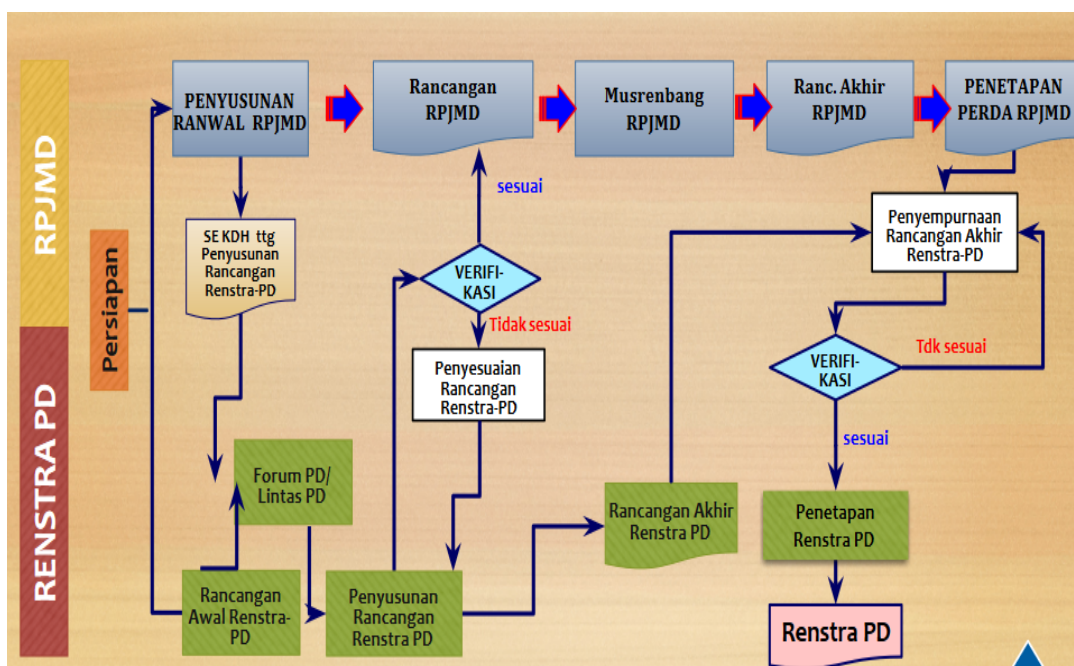 RPJMD
RENSTRA PD
Persiapan
PENYUSUNAN
RANWAL RPJMD
Rancangan
RPJMD
Musrenbang
RPJMD
Ranc. Akhir
RPJMD
PENETAPAN
PERDA RPJMD
sesuai
SE KDH ttg
Penyusunan
Rancangan
Renstra-PD
VERIFI-
KASI
Tidak sesuai
Penyesuaian
Rancangan
Renstra-PD
Penyempurnaan
Rancangan Akhir
Renstra-PD
VERIFI-
KASI
Tdk sesuai
sesuai
Forum PD/
Lintas PD
Rancangan
Awal Renstra-
PD
Penyusunan
Rancangan
Renstra PD
Rancangan Akhir
Renstra PD
Penetapan
Renstra PD
Renstra PD